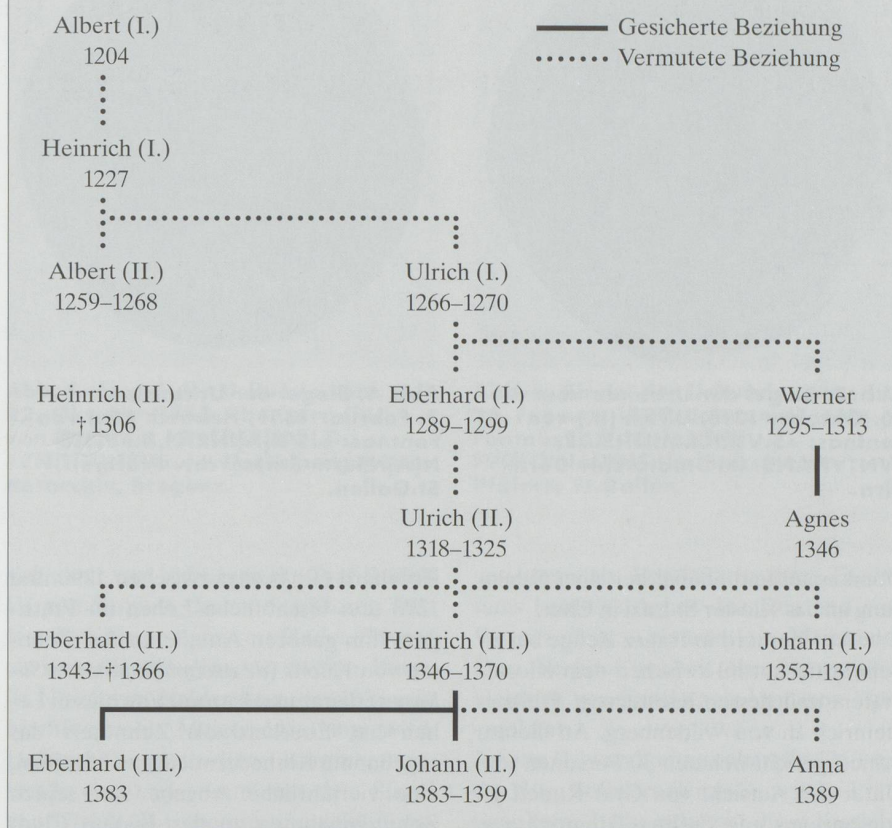 Albert (I.)
1204
Gesicherte Beziehung
Vermutete Beziehung
Heinrich (I.)
1227
Albert (II.)
1259–1268
Ulrich (I.)
1266–1270
Heinrich (II.)
†1306
Eberhard (I.)
1289–1299
Werner
1295–1313
Ulrich (II.)
1318–1325
Agnes
1346
Eberhard (II.)
1343–†1366
Heinrich (III.)
1346–1370
Johann (I.)
1353–1370
Eberhard (III.)
1383
Johann (II.)
1383–1399
Anna
1389